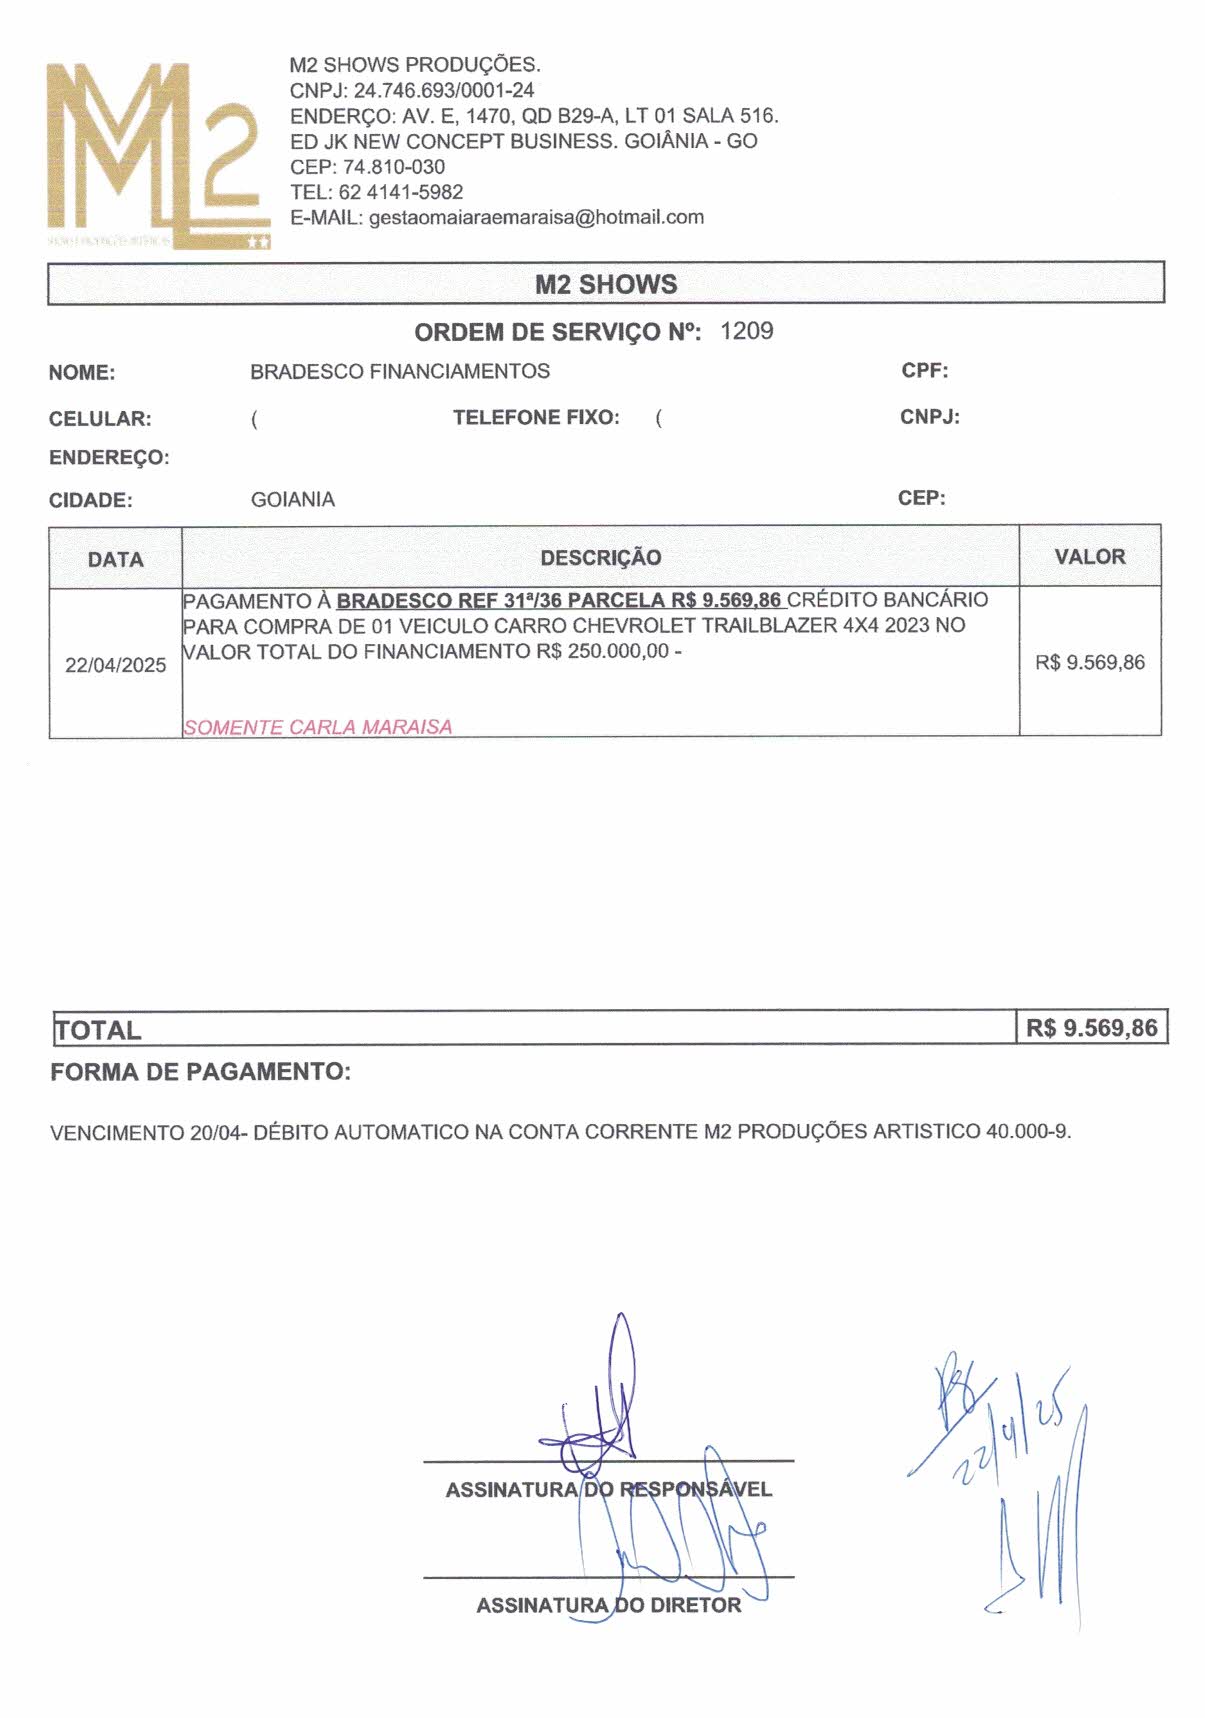 M2
M2 SHOWS PRODUÇÕES.
CNPJ: 24.746.693/0001-24
ENDERÇO: AV. E, 1470, QD B29-A, LT 01 SALA 516.
ED JK NEW CONCEPT BUSINESS. GOIÂNIA - GO
CEP: 74.810-030
TEL: 62 4141-5982
E-MAIL: gestaomaiaraemaraisa@hotmail.com
M2 SHOWS
ORDEM DE SERVIÇO Nº: 1209
NOME: BRADESCO FINANCIAMENTOS CPF:
CELULAR: ( TELEFONE FIXO: ( CNPJ:
ENDEREÇO:
CIDADE: GOIANIA CEP:
DATA DESCRIÇÃO VALOR
PAGAMENTO À BRADESCO REF 31ª/36 PARCELA R$ 9.569,86 CRÉDITO BANCÁRIO
PARA COMPRA DE 01 VEICULO CARRO CHEVROLET TRAILBLAZER 4X4 2023 NO
VALOR TOTAL DO FINANCIAMENTO R$ 250.000,00 -
22/04/2025 R$ 9.569,86
SOMENTE CARLA MARAISA
TOTAL R$ 9.569,86
FORMA DE PAGAMENTO:
VENCIMENTO 20/04- DÉBITO AUTOMATICO NA CONTA CORRENTE M2 PRODUÇÕES ARTISTICO 40.000-9.
22/4/25
ASSINATURA DO RESPONSÁVEL
ASSINATURA DO DIRETOR